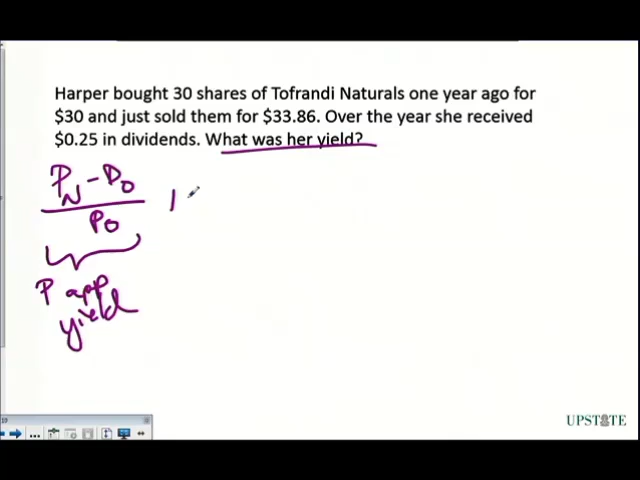 Harper bought 30 shares of Tofrandi Naturals one year ago for
$30 and just sold them for $33.86. Over the year she received
$0.25 in dividends. What was her yield?
PN - P0
P0
P app
yield
10
UPSTATE